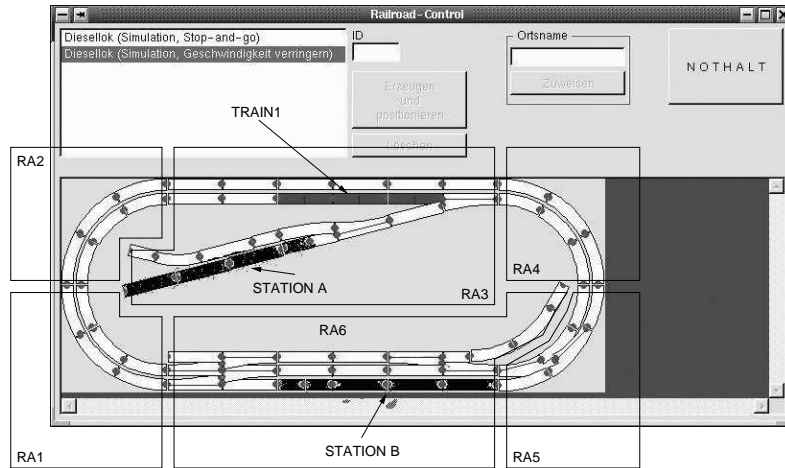 Railroad-Control
Diesellok (Simulation, Stop-and-go)
Diesellok (Simulation, Geschwindigkeit verringern)
ID
Ortsname
Zuweisen
NOTHALT
Erzeugen
und
positionieren
Löschen
TRAIN1
RA2
RA4
STATION A
RA3
RA6
RA1
STATION B
RA5